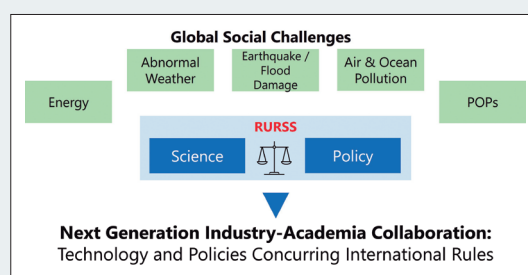 Global Social Challenges
Energy
Abnormal
Weather
Earthquake /
Flood
Damage
Air & Ocean
Pollution
POPs
RURSS
Science
Policy
Next Generation Industry-Academia Collaboration:
Technology and Policies Concurring International Rules